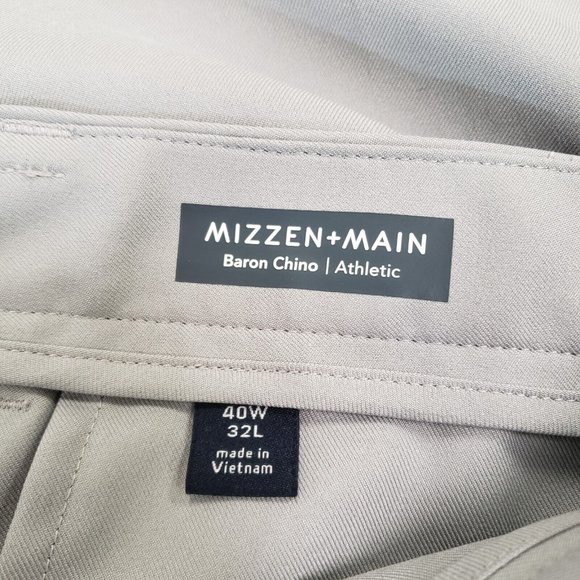 MIZZEN+MAIN
Baron Chino | Athletic
40W
32L
made in
Vietnam